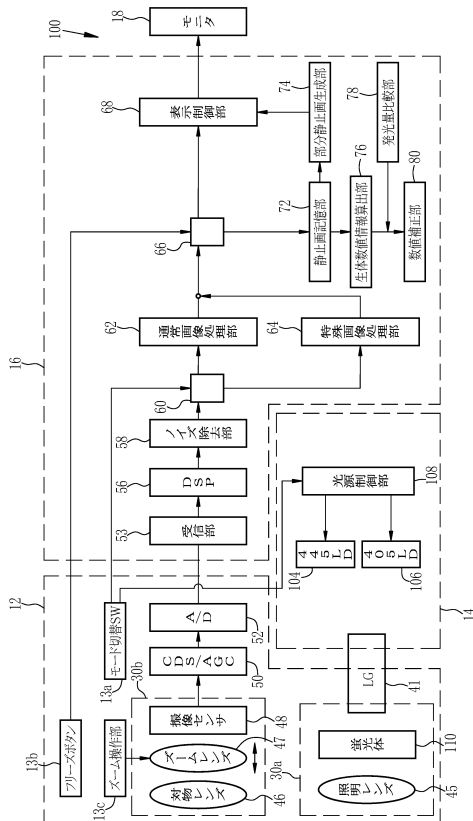 100
モニタ
18
16
表示制御部
68
部分静止画生成部
74
発光量比較部
78
66
静止画記憶部
72
生体数値情報算出部
76
数値補正部
80
通常画像処理部
62
特殊画像処理部
64
60
ノイズ除去部
58
DSP
56
受信部
53
光源制御部
108
445LD
104
405LD
106
14
12
A/D
52
CDS/AGC
50
モード切替SW
13a
フリーズボタン
13b
ズーム操作部
13c
30b
撮像センサ
48
ズームレンズ
47
対物レンズ
46
LG
41
30a
蛍光体
110
照明レンズ
45